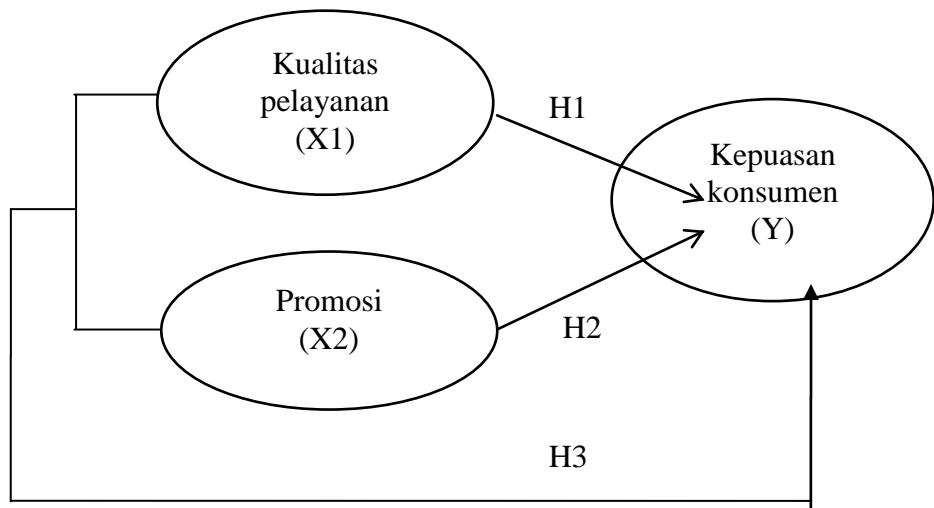 Kualitas
pelayanan
(X1)
H1
Kepuasan
konsumen
(Y)
Promosi
(X2)
H2
H3